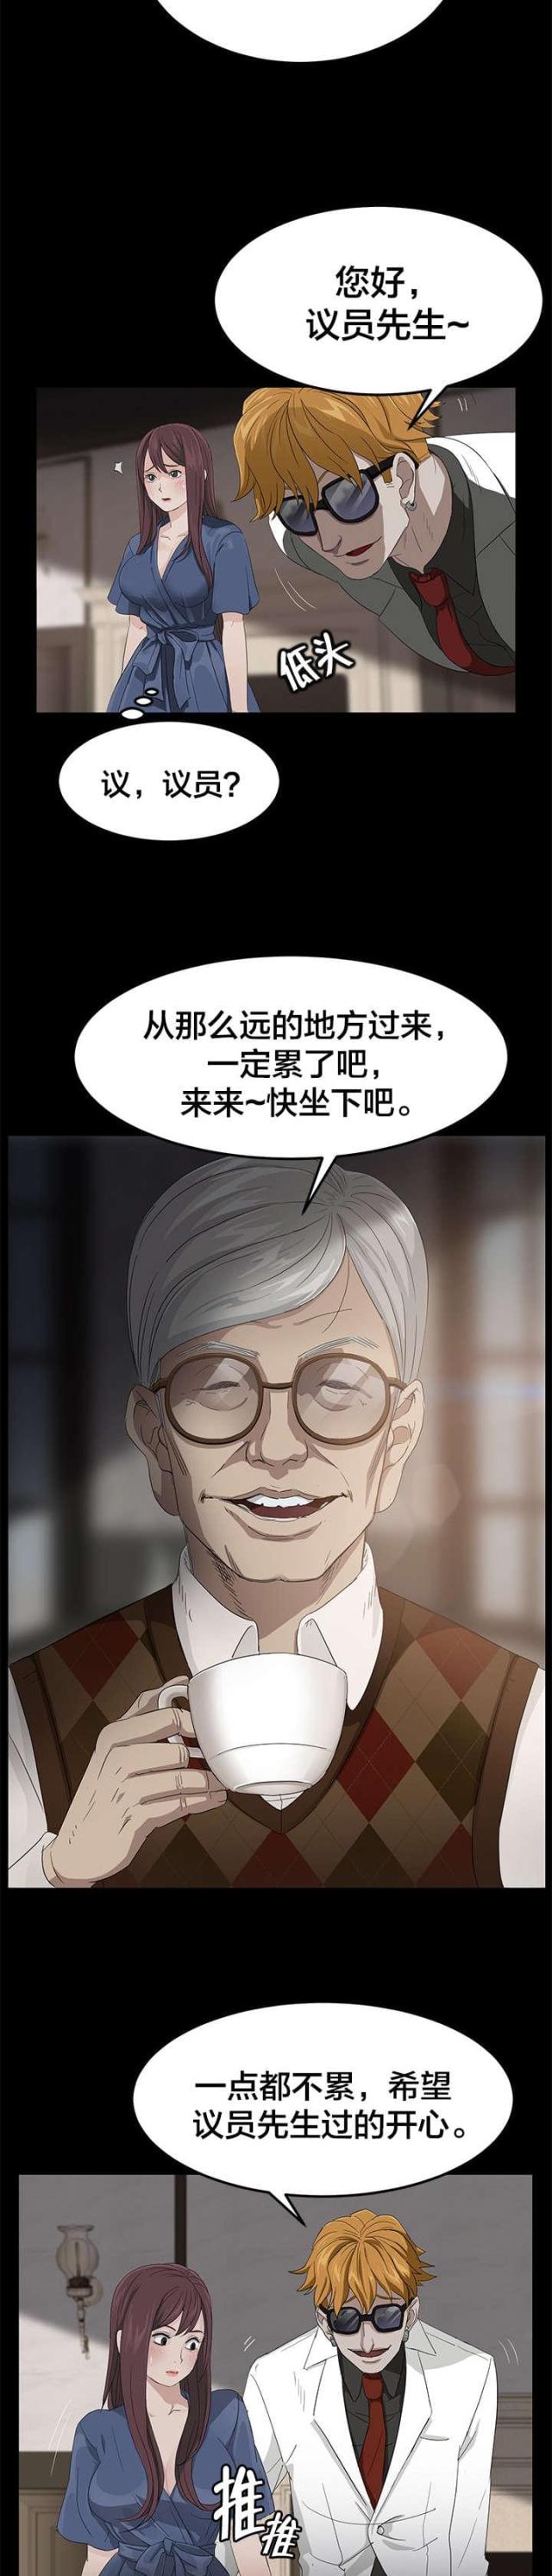 您好，
议员先生~
低头
议，议员？
从那么远的地方过来，
一定累了吧，
来来~快坐下吧。
一点都不累，希望
议员先生过的开心。
推
推